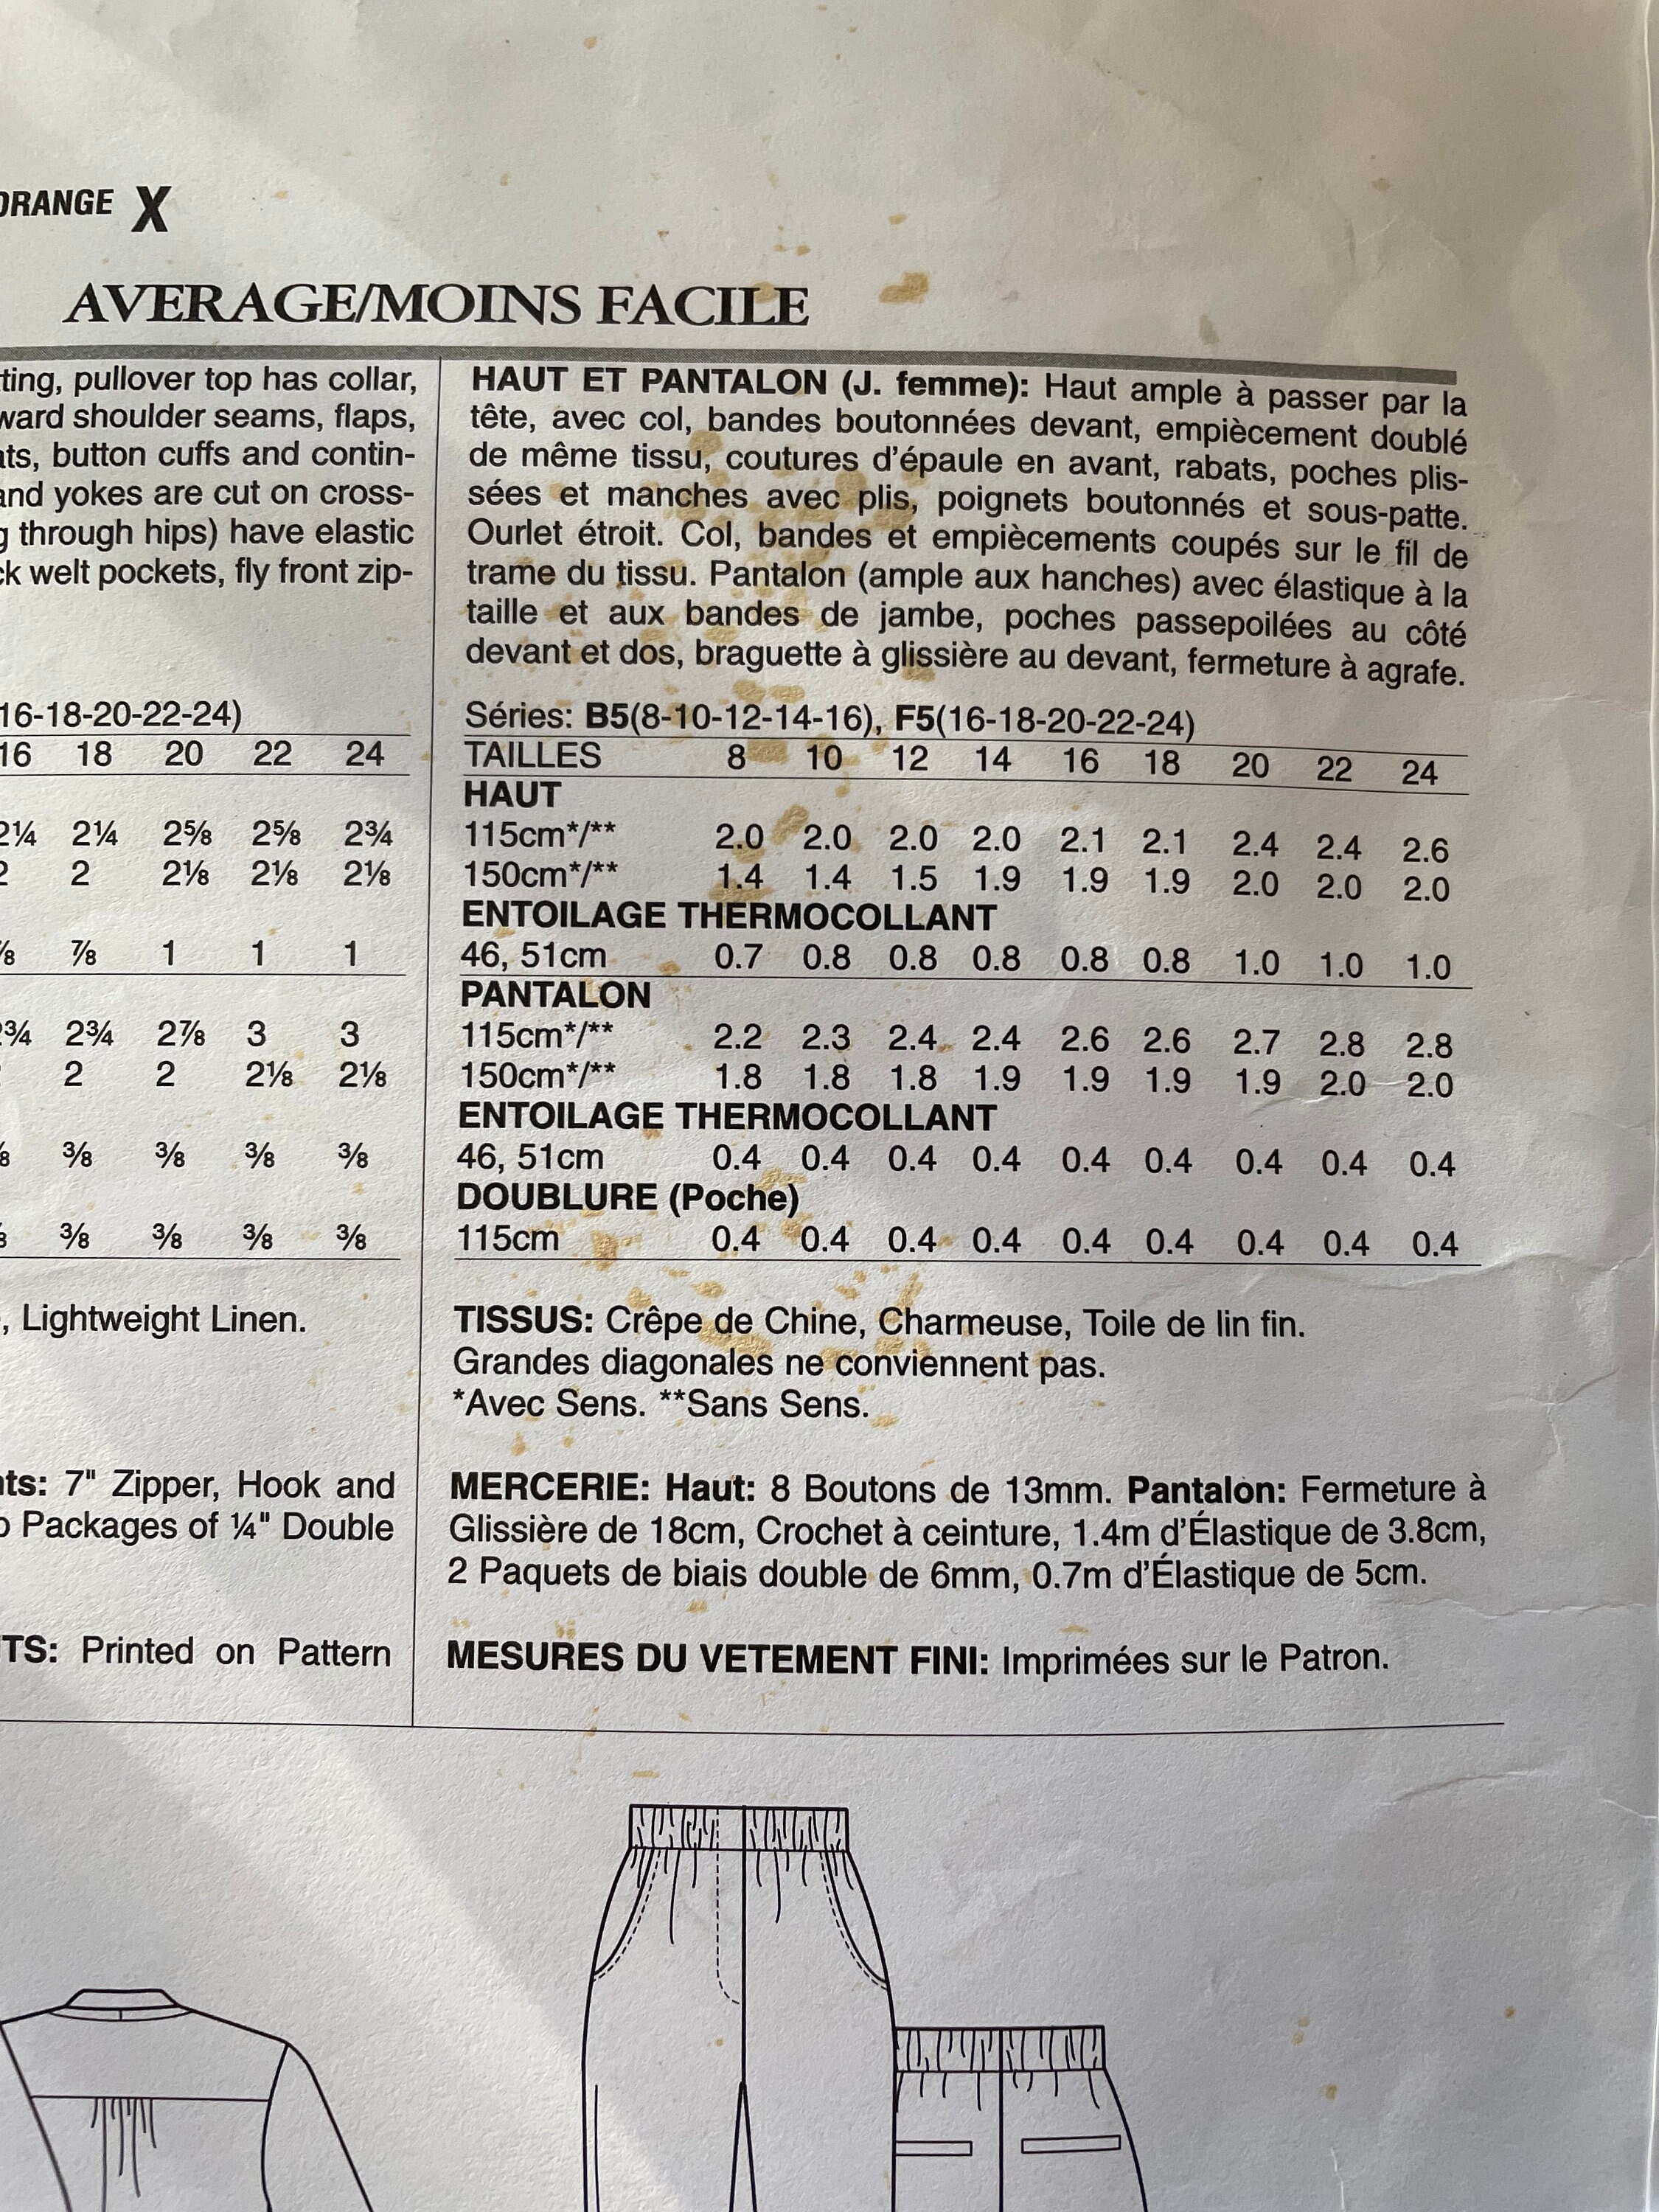 ORANGE X
AVERAGE/MOINS FACILE
ting, pullover top has collar,
ward shoulder seams, flaps,
ats, button cuffs and contin-
and yokes are cut on cross-
g through hips) have elastic
ck welt pockets, fly front zip-
16-18-20-22-24)
16 18 20 22 24
2¼ 2¼ 2⅝ 2⅝ 2¾
2 2 2⅛ 2⅛ 2⅛
⅞ 1 1 1
2¾ 2¾ 2⅞ 3 3
2 2 2⅛ 2⅛
⅜ ⅜ ⅜ ⅜
⅜ ⅜ ⅜ ⅜
, Lightweight Linen.
nts: 7" Zipper, Hook and
o Packages of ¼" Double
TS: Printed on Pattern
HAUT ET PANTALON (J. femme): Haut ample à passer par la
tête, avec col, bandes boutonnées devant, empiècement doublé
de même tissu, coutures d'épaule en avant, rabats, poches plis-
sées et manches avec plis, poignets boutonnés et sous-patte.
Ourlet étroit. Col, bandes et empiècements coupés sur le fil de
trame du tissu. Pantalon (ample aux hanches) avec élastique à la
taille et aux bandes de jambe, poches passepoilées au côté
devant et dos, braguette à glissière au devant, fermeture à agrafe.
Séries: B5(8-10-12-14-16), F5(16-18-20-22-24)
TAILLES 8 10 12 14 16 18 20 22 24
HAUT
115cm*/** 2.0 2.0 2.0 2.0 2.1 2.1 2.4 2.4 2.6
150cm*/** 1.4 1.4 1.5 1.9 1.9 1.9 2.0 2.0 2.0
ENTOILAGE THERMOCOLLANT
46, 51cm 0.7 0.8 0.8 0.8 0.8 0.8 1.0 1.0 1.0
PANTALON
115cm*/** 2.2 2.3 2.4 2.4 2.6 2.6 2.7 2.8 2.8
150cm*/** 1.8 1.8 1.8 1.9 1.9 1.9 1.9 2.0 2.0
ENTOILAGE THERMOCOLLANT
46, 51cm 0.4 0.4 0.4 0.4 0.4 0.4 0.4 0.4 0.4
DOUBLURE (Poche)
115cm 0.4 0.4 0.4 0.4 0.4 0.4 0.4 0.4 0.4
TISSUS: Crêpe de Chine, Charmeuse, Toile de lin fin.
Grandes diagonales ne conviennent pas.
*Avec Sens. **Sans Sens.
MERCERIE: Haut: 8 Boutons de 13mm. Pantalon: Fermeture à
Glissière de 18cm, Crochet à ceinture, 1.4m d'Élastique de 3.8cm,
2 Paquets de biais double de 6mm, 0.7m d'Élastique de 5cm.
MESURES DU VETEMENT FINI: Imprimées sur le Patron.